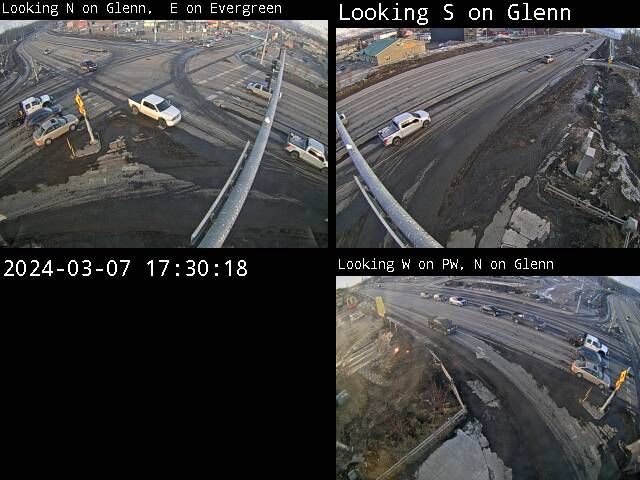 Looking N on Glenn,  E on Evergreen
Looking S on Glenn
2024-03-07 17:30:18
Looking W on PW, N on Glenn